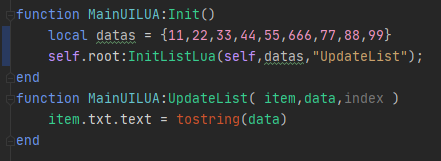 function MainUILUA:Init()
    local datas = {11,22,33,44,55,666,77,88,99}
    self.root:InitListLua(self,datas,"UpdateList");
end
function MainUILUA:UpdateList( item,data,index )
    item.txt.text = tostring(data)
end